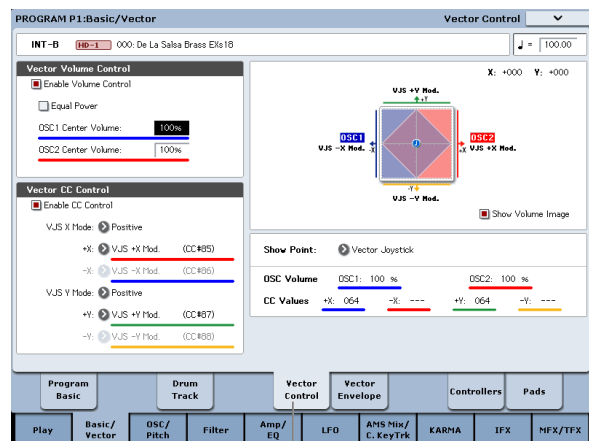 PROGRAM P1:Basic/Vector Vector Control
INT-B HD-1 000: De La Salsa Brass EXs18 ♩ = 100.00
Vector Volume Control
Enable Volume Control
Equal Power
OSC1 Center Volume: 100%
OSC2 Center Volume: 100%
X: +000 Y: +000
VJS +Y Mod.
+Y
OSC1
VJS -X Mod. -X
OSC2
+X VJS +X Mod.
-Y
VJS -Y Mod.
Show Volume Image
Vector CC Control
Enable CC Control
VJS X Mode: Positive
+X: VJS +X Mod. (CC#85)
-X: VJS -X Mod. (CC#86)
VJS Y Mode: Positive
+Y: VJS +Y Mod. (CC#87)
-Y: VJS -Y Mod. (CC#88)
Show Point: Vector Joystick
OSC Volume OSC1: 100 % OSC2: 100 %
CC Values +X: 064 -X: --- +Y: 064 -Y: ---
Program Basic
Drum Track
Vector Control
Vector Envelope
Controllers
Pads
Play
Basic/ Vector
OSC/ Pitch
Filter
Amp/ EQ
LFO
AMS Mix/ C. KeyTrk
KARMA
IFX
MFX/TFX